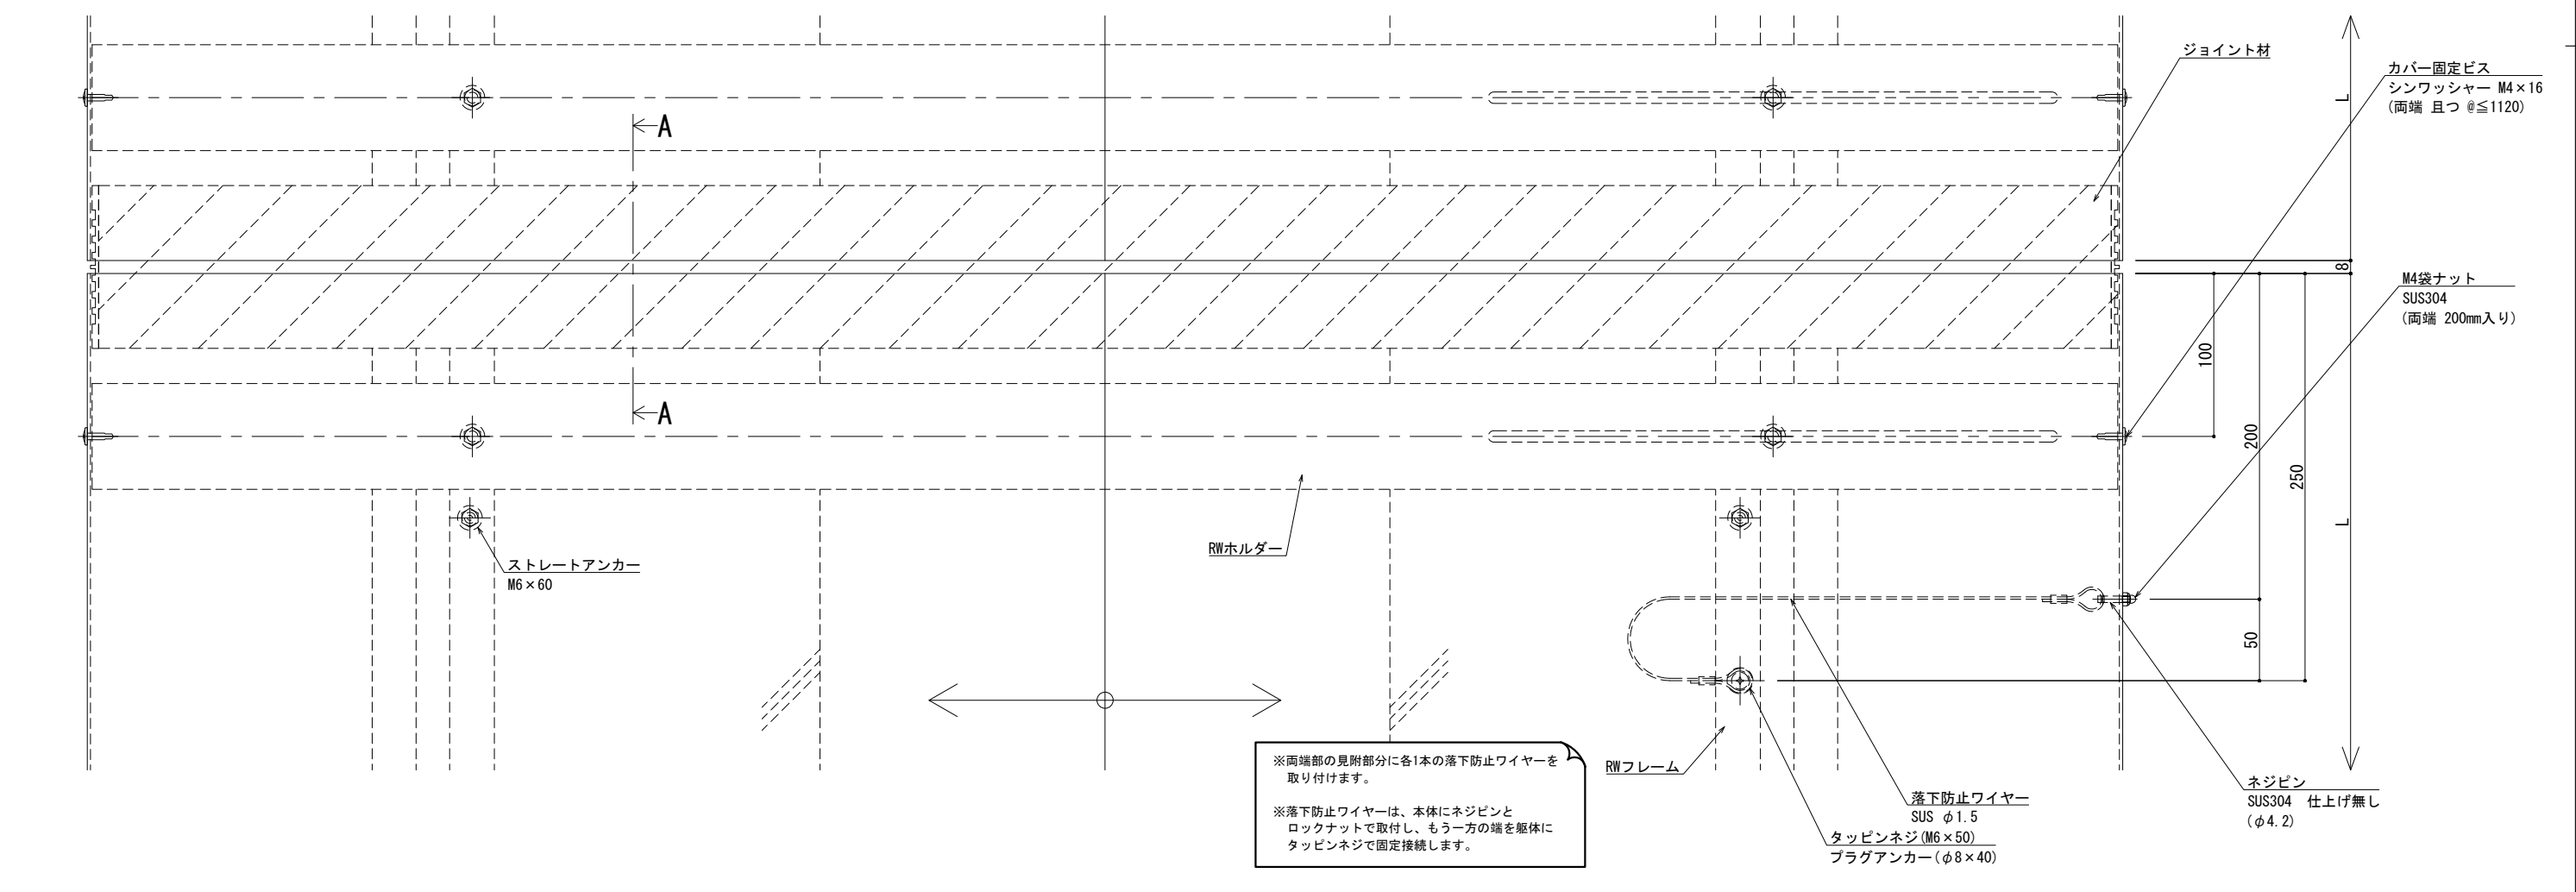 ジョイント材
カバー固定ビス
シンワッシャー M4×16
(両端 且つ @≦1120)
L
A
8
M4袋ナット
SUS304
(両端 200mm入り)
100
A
200
250
L
RWホルダー
ストレートアンカー
M6×60
50
※両端部の見附部分に各1本の落下防止ワイヤーを
取り付けます。
※落下防止ワイヤーは、本体にネジピンと
ロックナットで取付し、もう一方の端を躯体に
タッピンネジで固定接続します。
RWフレーム
落下防止ワイヤー
SUS φ1.5
タッピンネジ(M6×50)
プラグアンカー(φ8×40)
ネジピン
SUS304 仕上げ無し
(φ4.2)